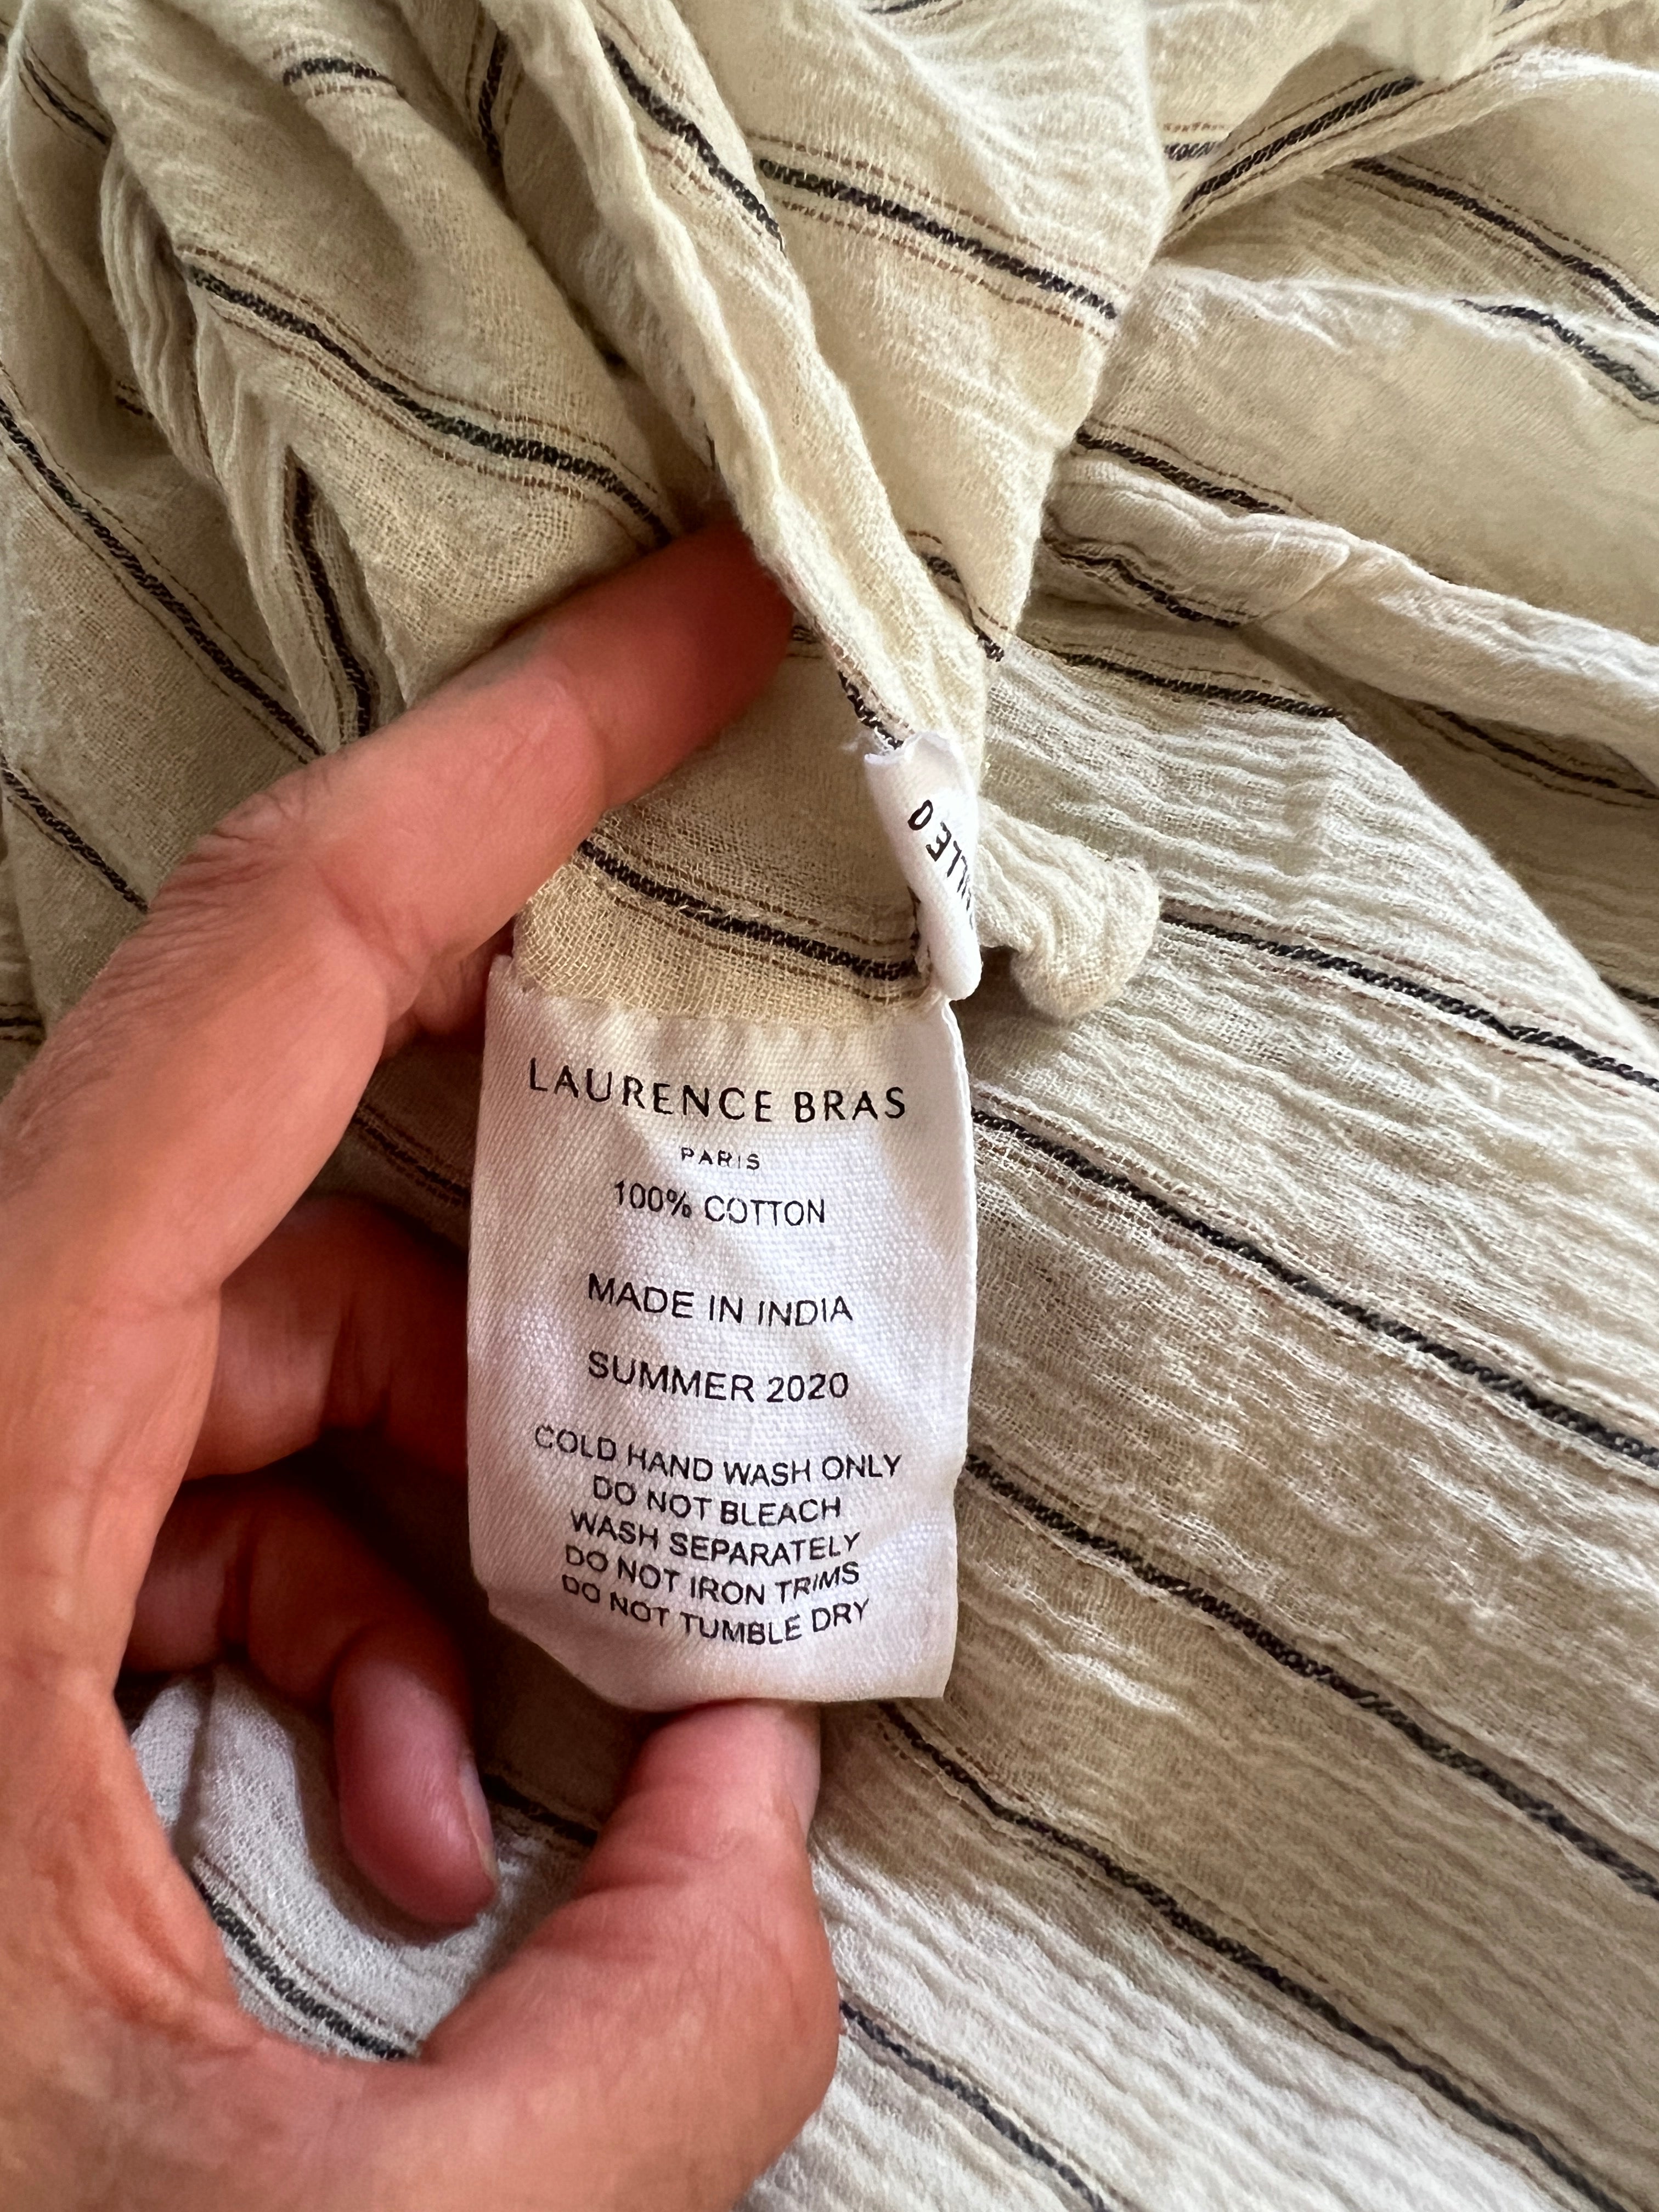 0
LAURENCE BRAS
PARIS
100% COTTON
MADE IN INDIA
SUMMER 2020
COLD HAND WASH ONLY
DO NOT BLEACH
WASH SEPARATELY
DO NOT IRON TRIMS
DO NOT TUMBLE DRY